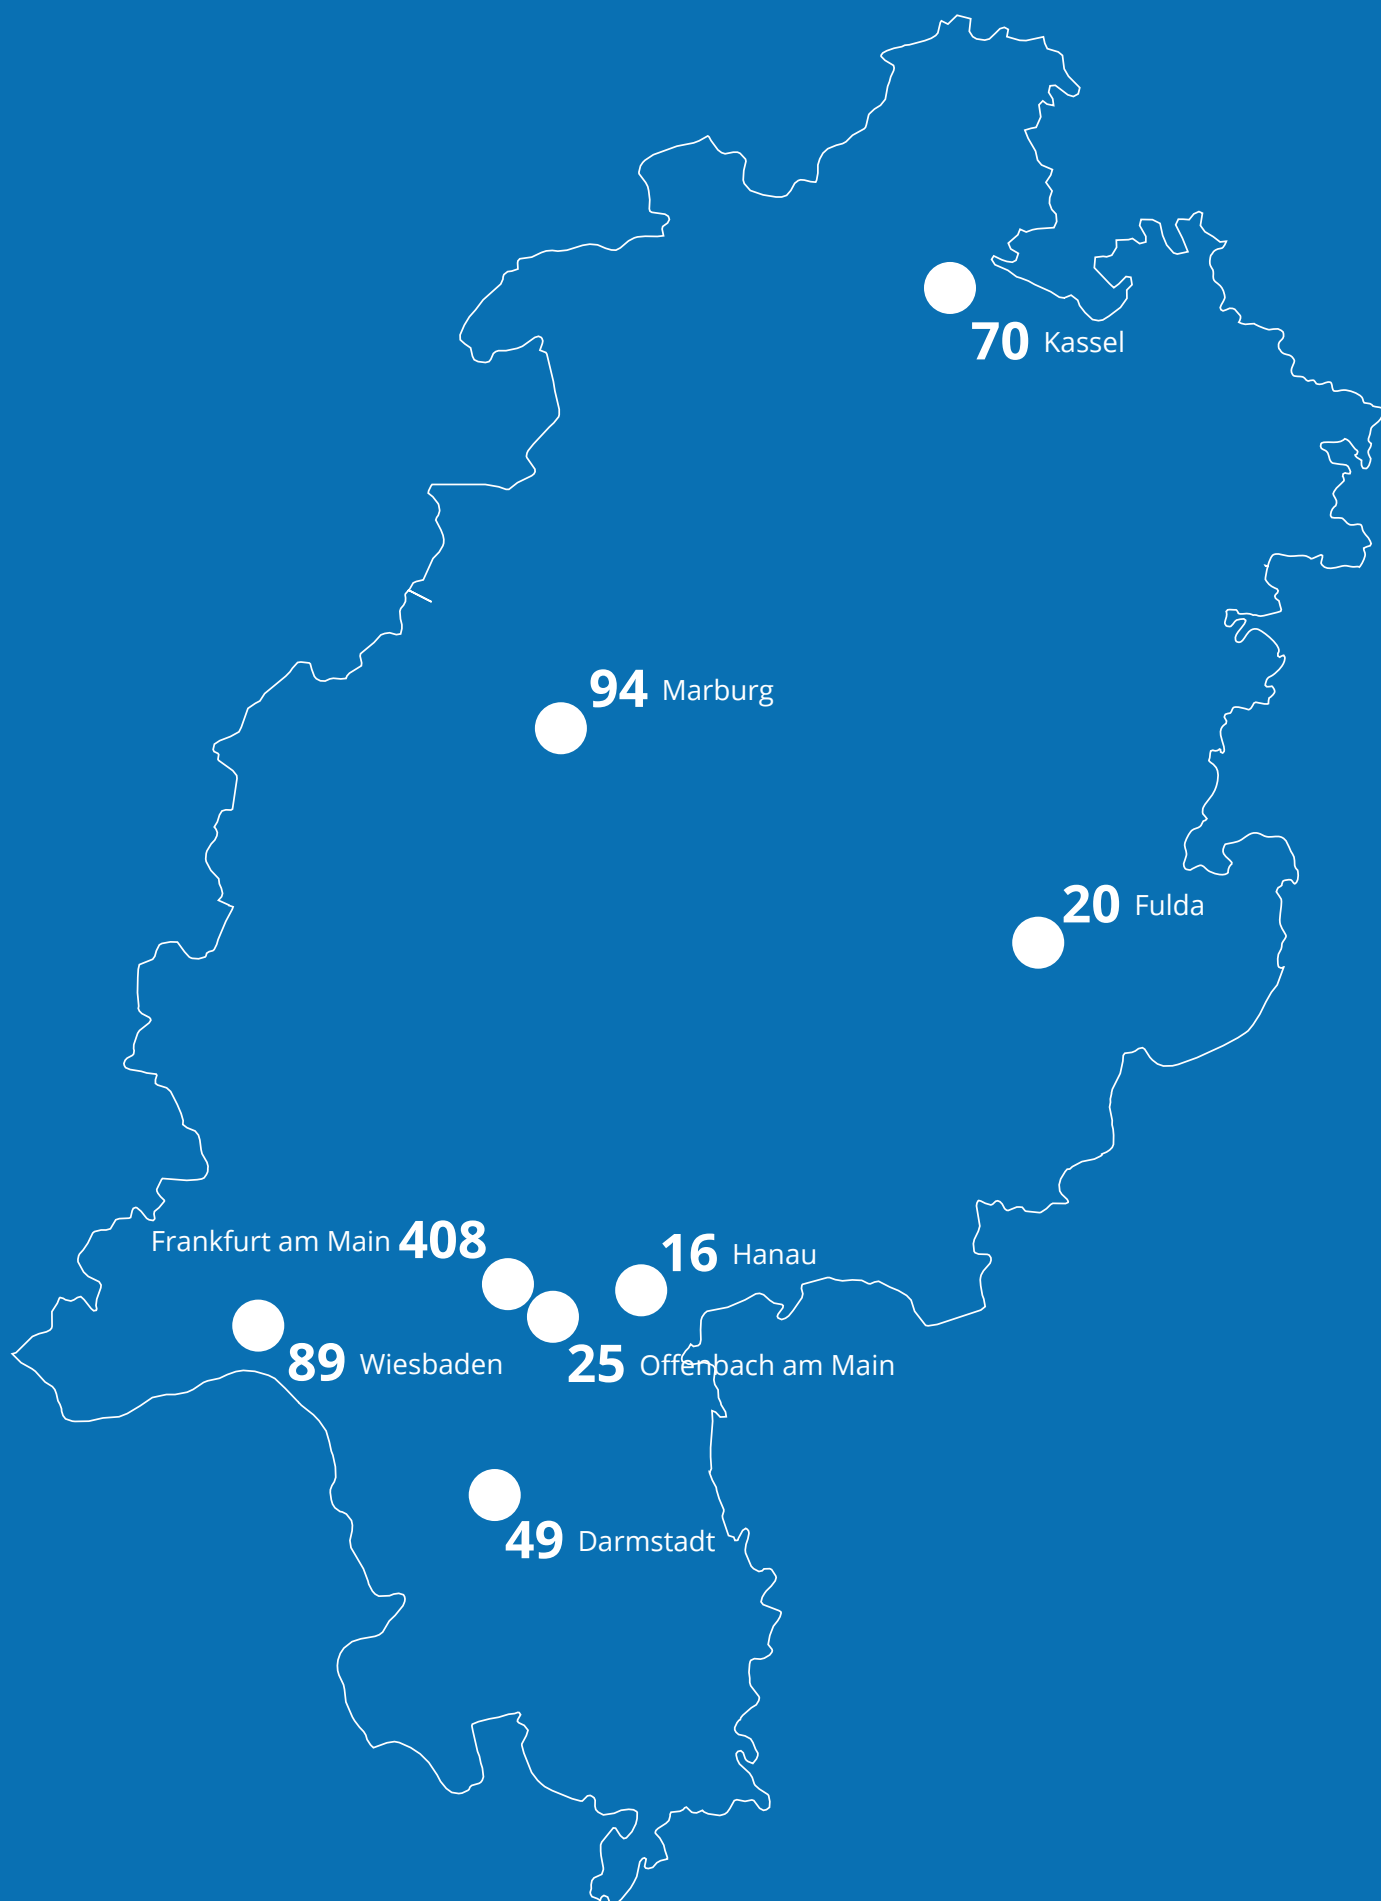 70 Kassel
94 Marburg
20 Fulda
Frankfurt am Main 408
16 Hanau
89 Wiesbaden
25 Offenbach am Main
49 Darmstadt